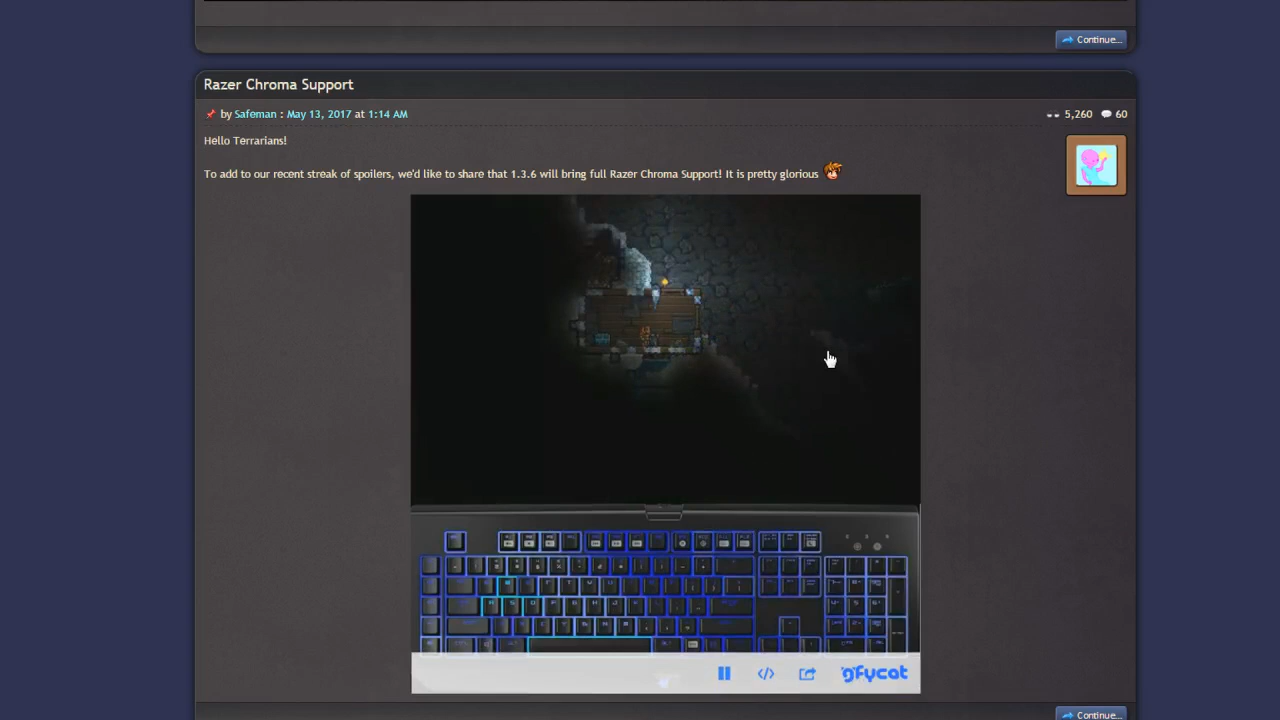 Continue...
Razer Chroma Support
by Safeman : May 13, 2017 at 1:14 AM
5,260 60
Hello Terrarians!
To add to our recent streak of spoilers, we'd like to share that 1.3.6 will bring full Razer Chroma Support! It is pretty glorious
gfycat
Continue...